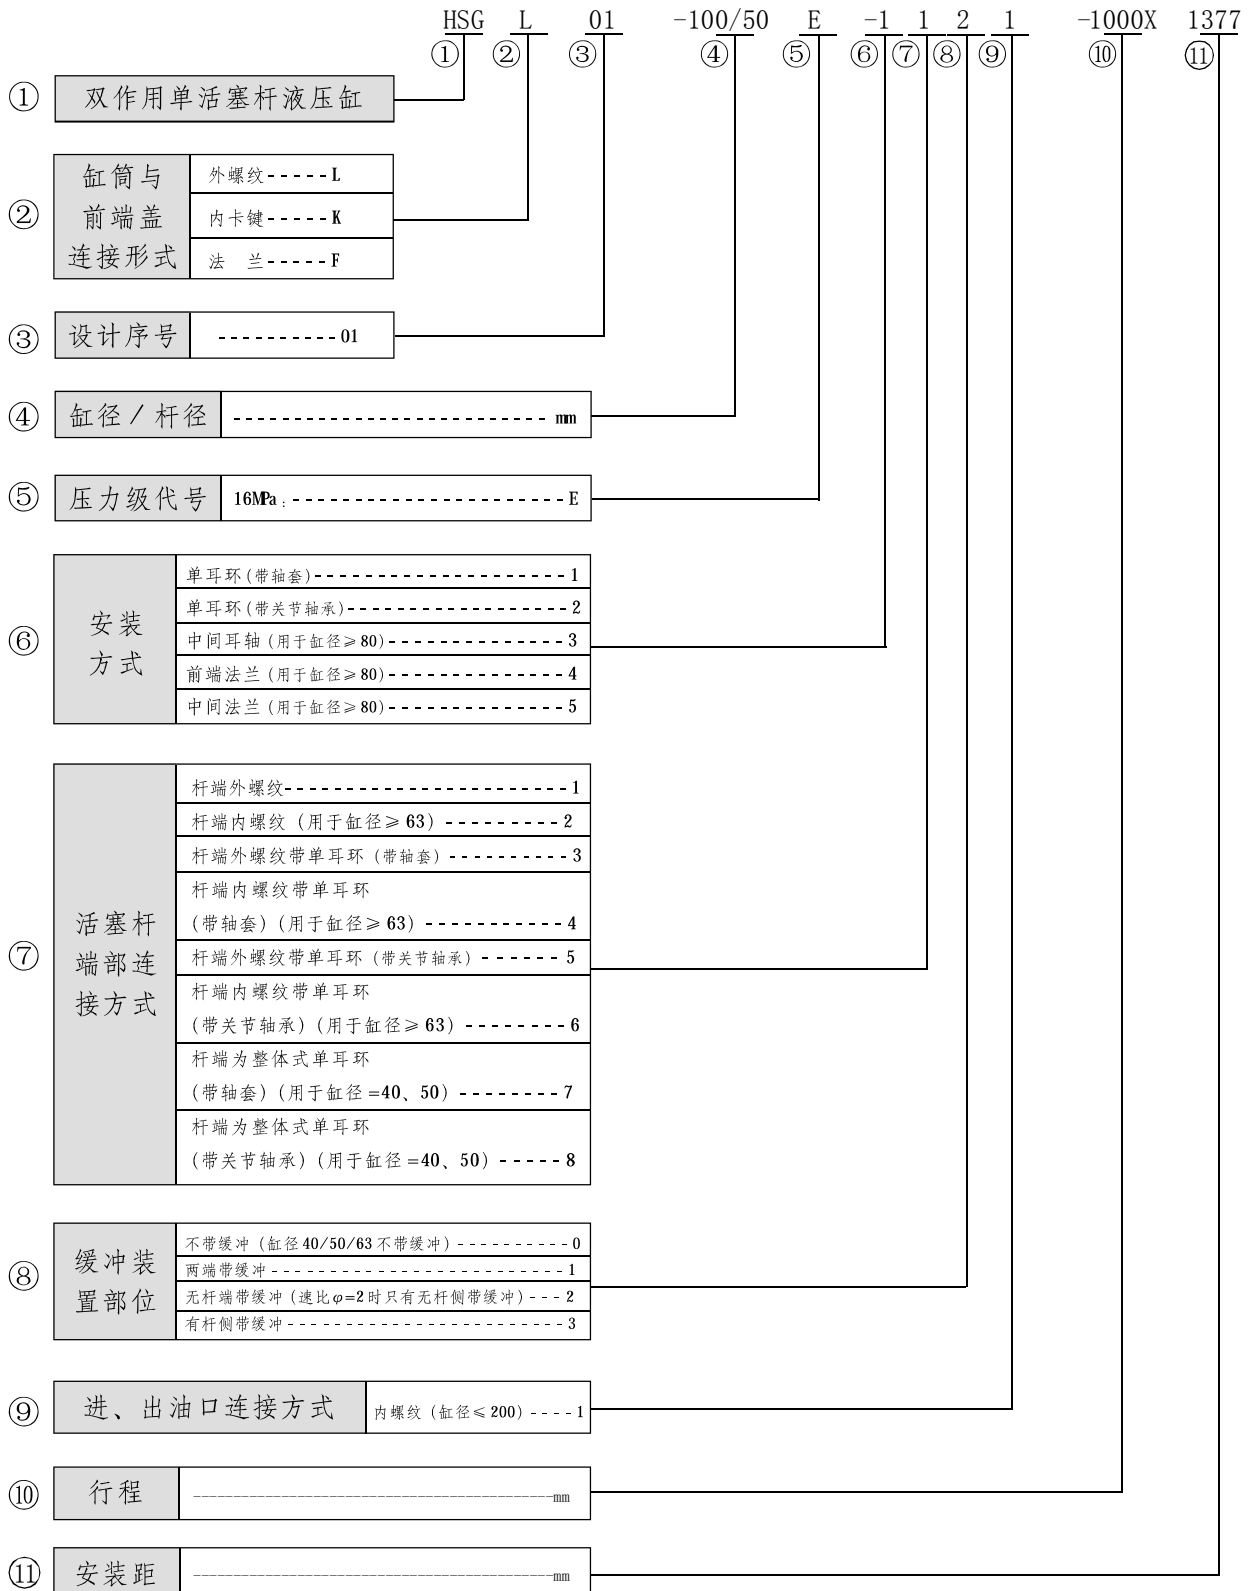 HSG L 01 -100/50 E -1 1 2 1 -1000X 1377
① ② ③ ④ ⑤ ⑥ ⑦ ⑧ ⑨ ⑩ ⑪
① 双作用单活塞杆液压缸
② 缸筒与前端盖连接形式
外螺纹-----L
内卡键-----K
法 兰-----F
③ 设计序号 ----------01
④ 缸径/杆径 ------------------------ mm
⑤ 压力级代号 16MPa: ---------------------E
⑥ 安装方式
单耳环(带轴套)-------------------1
单耳环(带关节轴承)-----------------2
中间耳轴(用于缸径≥80)-------------3
前端法兰(用于缸径≥80)-------------4
中间法兰(用于缸径≥80)-------------5
⑦ 活塞杆端部连接方式
杆端外螺纹----------------------1
杆端内螺纹(用于缸径≥63)---------2
杆端外螺纹带单耳环(带轴套)---------3
杆端内螺纹带单耳环
(带轴套)(用于缸径≥63)----------4
杆端外螺纹带单耳环(带关节轴承)------5
杆端内螺纹带单耳环
(带关节轴承)(用于缸径≥63)--------6
杆端为整体式单耳环
(带轴套)(用于缸径=40、50)--------7
杆端为整体式单耳环
(带关节轴承)(用于缸径=40、50)-----8
⑧ 缓冲装置部位
不带缓冲(缸径40/50/63不带缓冲)----------0
两端带缓冲-------------------------1
无杆端带缓冲(速比φ=2时只有无杆侧带缓冲)---2
有杆侧带缓冲------------------------3
⑨ 进、出油口连接方式 内螺纹(缸径≤200)----1
⑩ 行程 --------------------------------------------mm
⑪ 安装距 --------------------------------------------mm